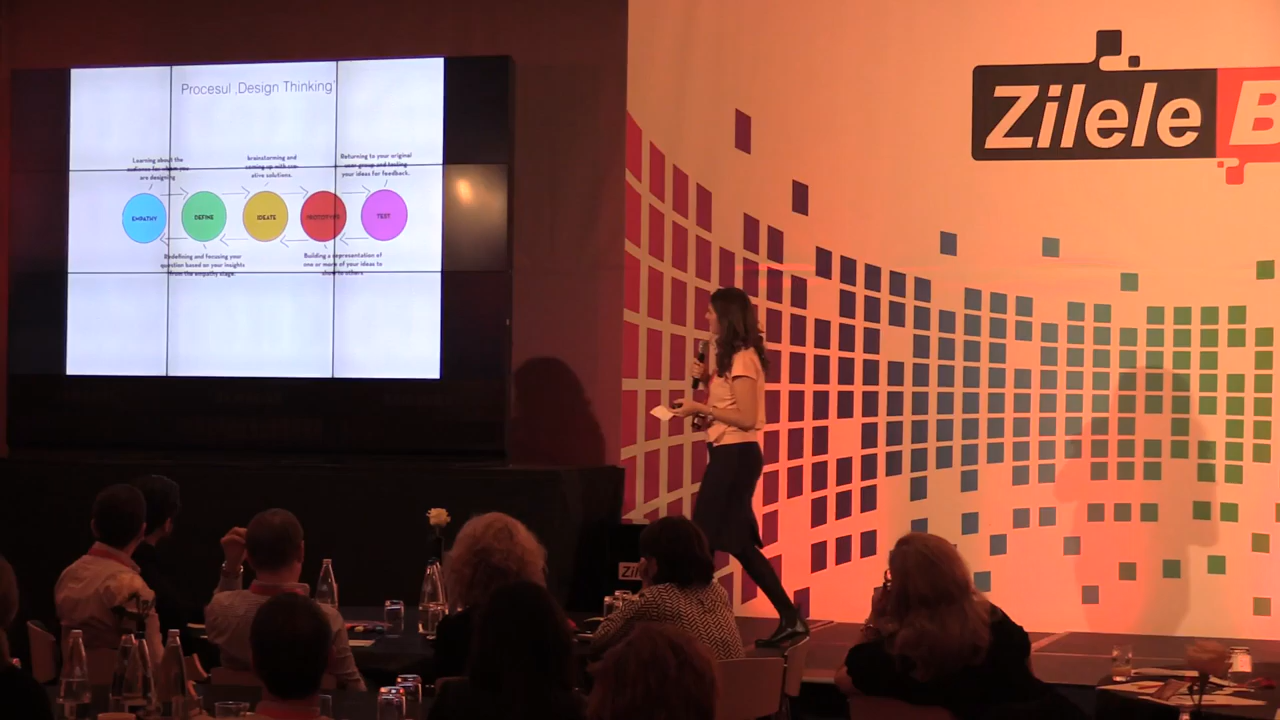 Procesul ‚Design Thinking'
Learning about the
audience for whom you
are designing
brainstorming and
coming up with cre-
ative solutions.
Returning to your original
user group and testing
your ideas for feedback.
EMPATHY
DEFINE
IDEATE
PROTOTYPE
TEST
Redefining and focusing your
question based on your insights
from the empathy stage.
Building a representation of
one or more of your ideas to
show to others
Zilele B
Zil